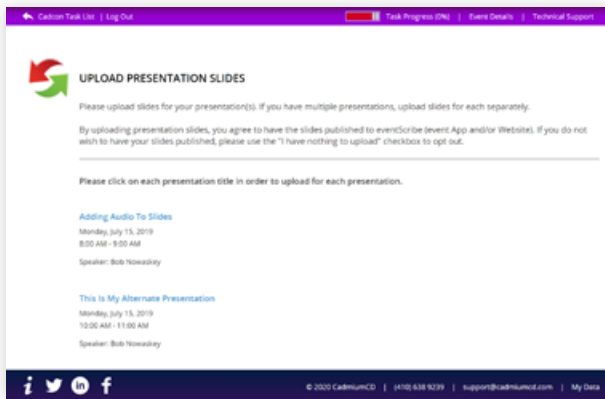 Cadcon Task List | Log Out
Task Progress (0%) | Event Details | Technical Support
UPLOAD PRESENTATION SLIDES
Please upload slides for your presentation(s). If you have multiple presentations, upload slides for each separately.
By uploading presentation slides, you agree to have the slides published to eventScribe (event App and/or Website). If you do not
wish to have your slides published, please use the "I have nothing to upload" checkbox to opt out.
Please click on each presentation title in order to upload for each presentation.
Adding Audio To Slides
Monday, July 15, 2019
8:00 AM - 9:00 AM
Speaker: Bob Nowaskey
This Is My Alternate Presentation
Monday, July 15, 2019
10:00 AM - 11:00 AM
Speaker: Bob Nowaskey
i in f © 2020 CadmiumCD | (410) 638 9239 | support@cadmiumcd.com | My Data